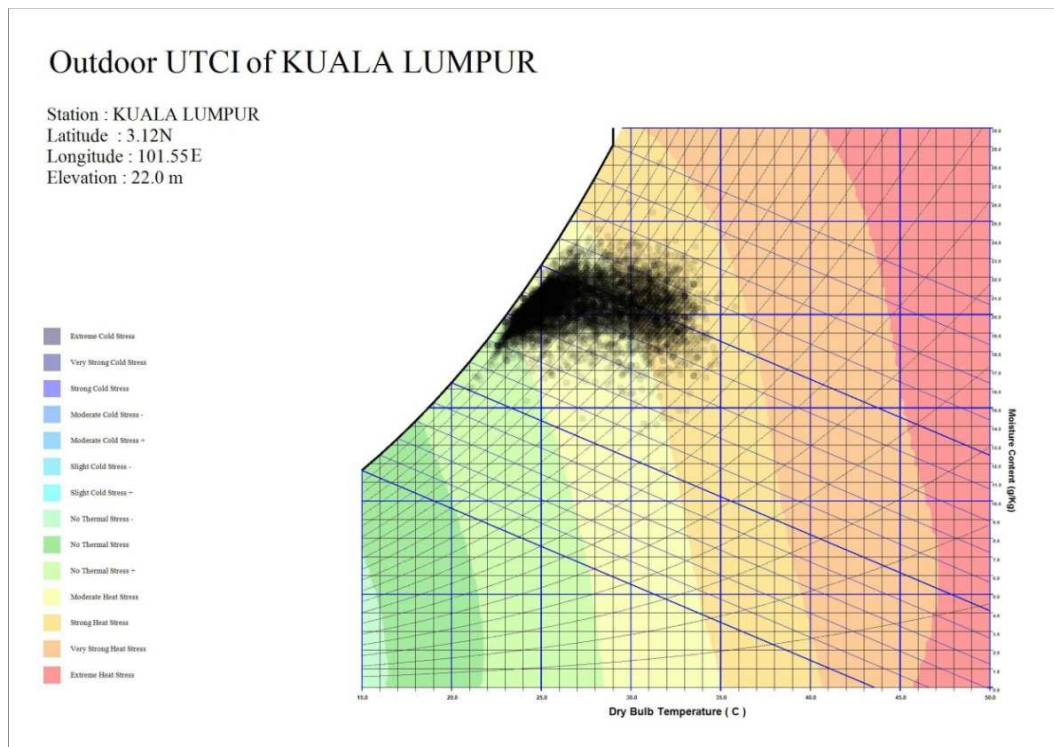 Outdoor UTCI of KUALA LUMPUR
Station : KUALA LUMPUR
Latitude : 3.12N
Longitude : 101.55E
Elevation : 22.0 m
Extreme Cold Stress
Very Strong Cold Stress
Strong Cold Stress
Moderate Cold Stress -
Moderate Cold Stress +
Slight Cold Stress -
Slight Cold Stress +
No Thermal Stress -
No Thermal Stress
No Thermal Stress +
Moderate Heat Stress
Strong Heat Stress
Very Strong Heat Stress
Extreme Heat Stress
15.0 20.0 25.0 30.0 35.0 40.0 45.0 50.0
Dry Bulb Temperature ( C )
Moisture Content (g/Kg)